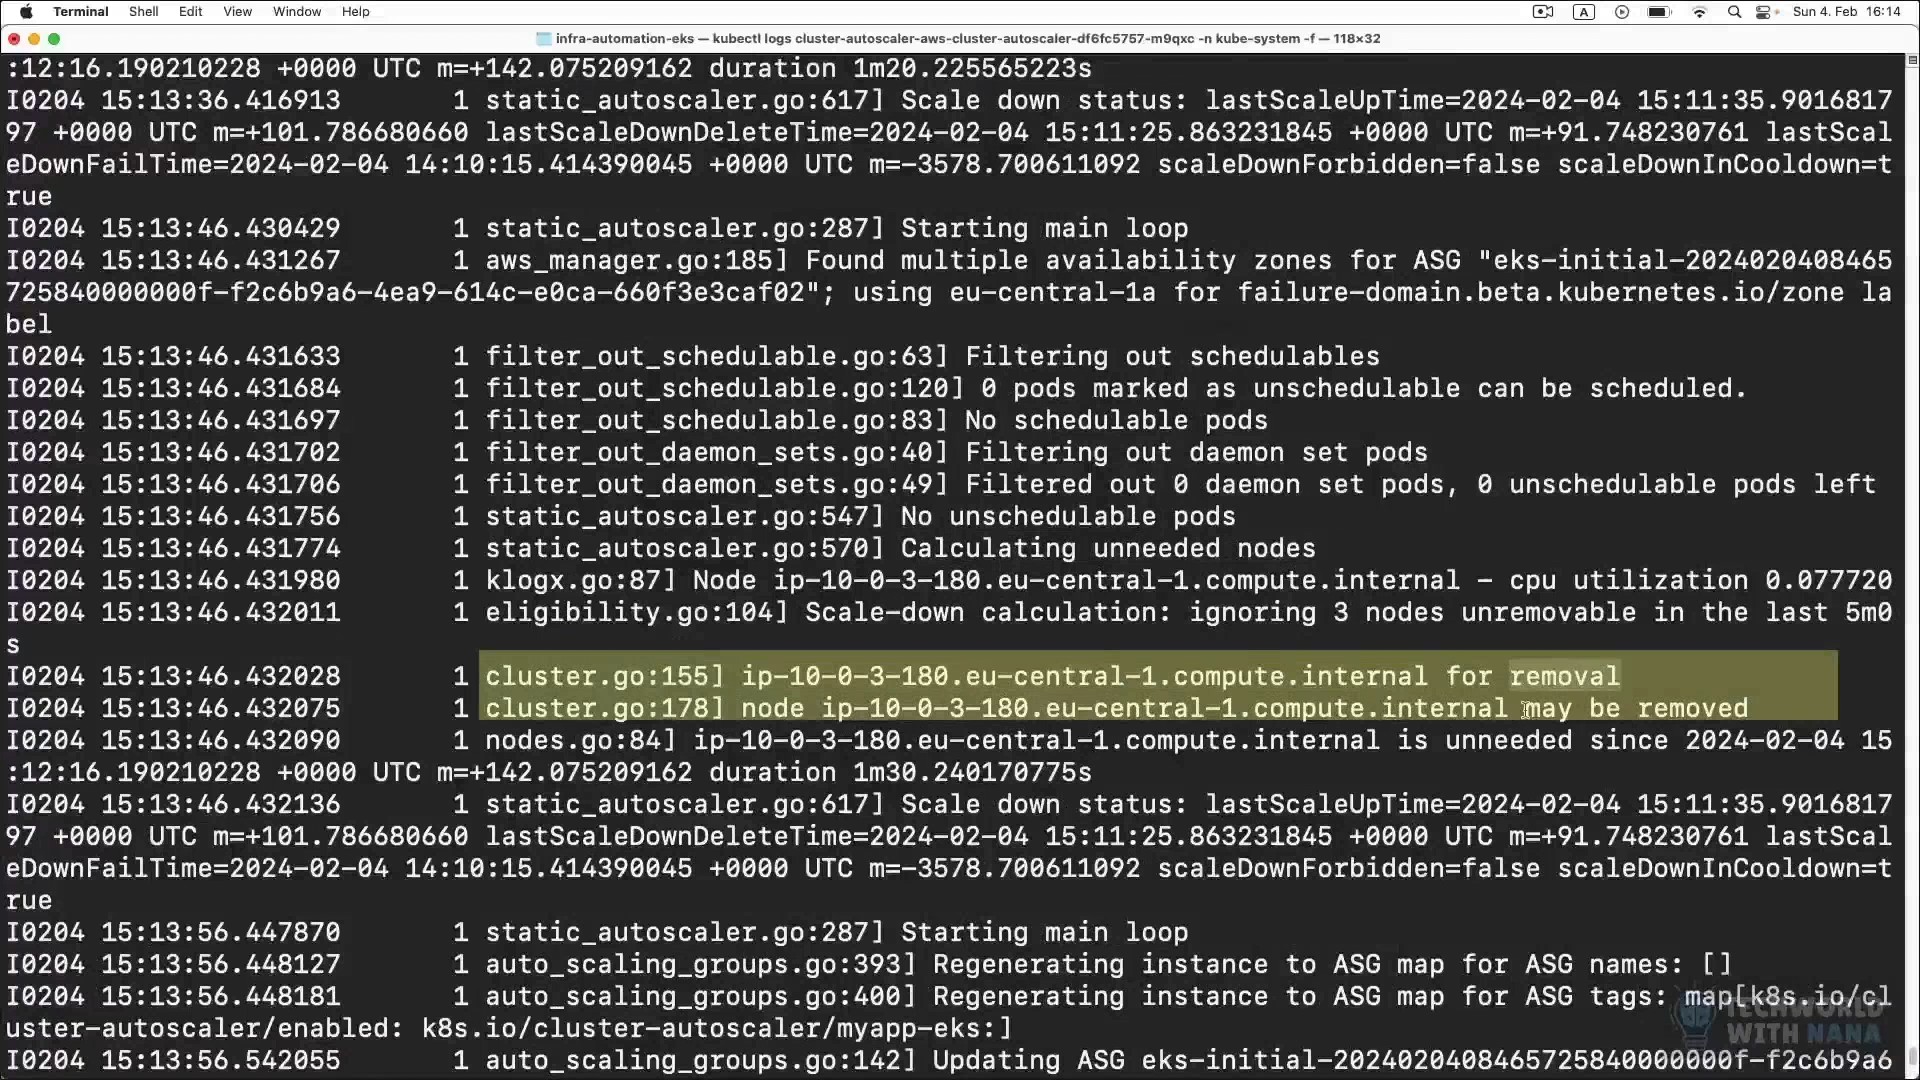 Terminal Shell Edit View Window Help A Sun 4. Feb 16:14
infra-automation-eks — kubectl logs cluster-autoscaler-aws-cluster-autoscaler-df6fc5757-m9qxc -n kube-system -f — 118×32
:12:16.190210228 +0000 UTC m=+142.075209162 duration 1m20.225565223s
I0204 15:13:36.416913 1 static_autoscaler.go:617] Scale down status: lastScaleUpTime=2024-02-04 15:11:35.9016817
97 +0000 UTC m=+101.786680660 lastScaleDownDeleteTime=2024-02-04 15:11:25.863231845 +0000 UTC m=+91.748230761 lastScal
eDownFailTime=2024-02-04 14:10:15.414390045 +0000 UTC m=-3578.700611092 scaleDownForbidden=false scaleDownInCooldown=t
rue
I0204 15:13:46.430429 1 static_autoscaler.go:287] Starting main loop
I0204 15:13:46.431267 1 aws_manager.go:185] Found multiple availability zones for ASG "eks-initial-2024020408465
725840000000f-f2c6b9a6-4ea9-614c-e0ca-660f3e3caf02"; using eu-central-1a for failure-domain.beta.kubernetes.io/zone la
bel
I0204 15:13:46.431633 1 filter_out_schedulable.go:63] Filtering out schedulables
I0204 15:13:46.431684 1 filter_out_schedulable.go:120] 0 pods marked as unschedulable can be scheduled.
I0204 15:13:46.431697 1 filter_out_schedulable.go:83] No schedulable pods
I0204 15:13:46.431702 1 filter_out_daemon_sets.go:40] Filtering out daemon set pods
I0204 15:13:46.431706 1 filter_out_daemon_sets.go:49] Filtered out 0 daemon set pods, 0 unschedulable pods left
I0204 15:13:46.431756 1 static_autoscaler.go:547] No unschedulable pods
I0204 15:13:46.431774 1 static_autoscaler.go:570] Calculating unneeded nodes
I0204 15:13:46.431980 1 klogx.go:87] Node ip-10-0-3-180.eu-central-1.compute.internal - cpu utilization 0.077720
I0204 15:13:46.432011 1 eligibility.go:104] Scale-down calculation: ignoring 3 nodes unremovable in the last 5m0
s
I0204 15:13:46.432028 1 cluster.go:155] ip-10-0-3-180.eu-central-1.compute.internal for removal
I0204 15:13:46.432075 1 cluster.go:178] node ip-10-0-3-180.eu-central-1.compute.internal may be removed
I0204 15:13:46.432090 1 nodes.go:84] ip-10-0-3-180.eu-central-1.compute.internal is unneeded since 2024-02-04 15
:12:16.190210228 +0000 UTC m=+142.075209162 duration 1m30.240170775s
I0204 15:13:46.432136 1 static_autoscaler.go:617] Scale down status: lastScaleUpTime=2024-02-04 15:11:35.9016817
97 +0000 UTC m=+101.786680660 lastScaleDownDeleteTime=2024-02-04 15:11:25.863231845 +0000 UTC m=+91.748230761 lastScal
eDownFailTime=2024-02-04 14:10:15.414390045 +0000 UTC m=-3578.700611092 scaleDownForbidden=false scaleDownInCooldown=t
rue
I0204 15:13:56.447870 1 static_autoscaler.go:287] Starting main loop
I0204 15:13:56.448127 1 auto_scaling_groups.go:393] Regenerating instance to ASG map for ASG names: []
I0204 15:13:56.448181 1 auto_scaling_groups.go:400] Regenerating instance to ASG map for ASG tags: map[k8s.io/cl
uster-autoscaler/enabled: k8s.io/cluster-autoscaler/myapp-eks:]
I0204 15:13:56.542055 1 auto_scaling_groups.go:142] Updating ASG eks-initial-2024020408465725840000000f-f2c6b9a6
TECHWORLD
WITH NANA